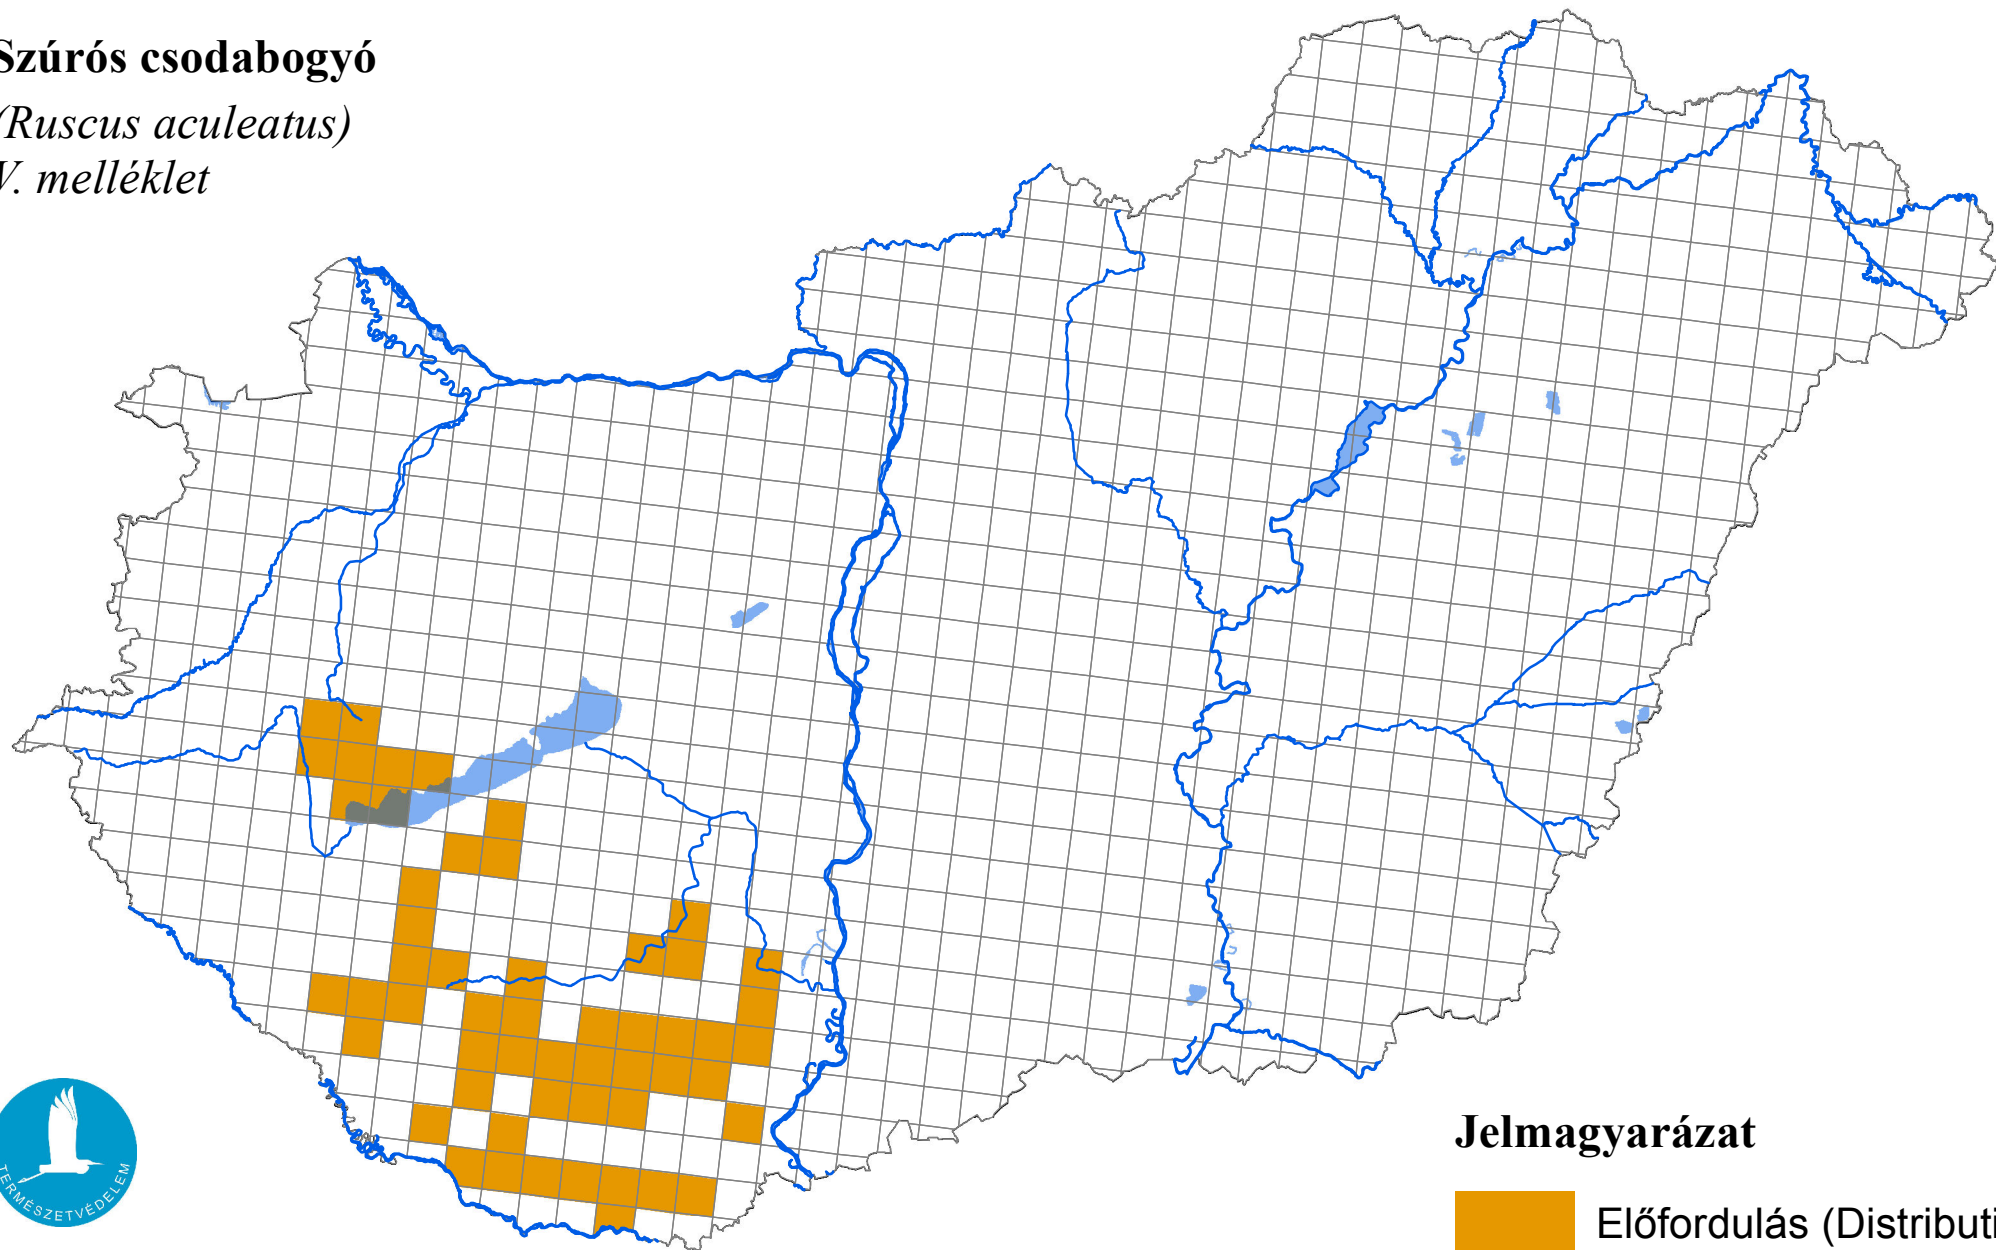 Szúrós csodabogyó
(Ruscus aculeatus)
V. melléklet
TERMÉSZETVÉDELEM
Jelmagyarázat
Előfordulás (Distributi